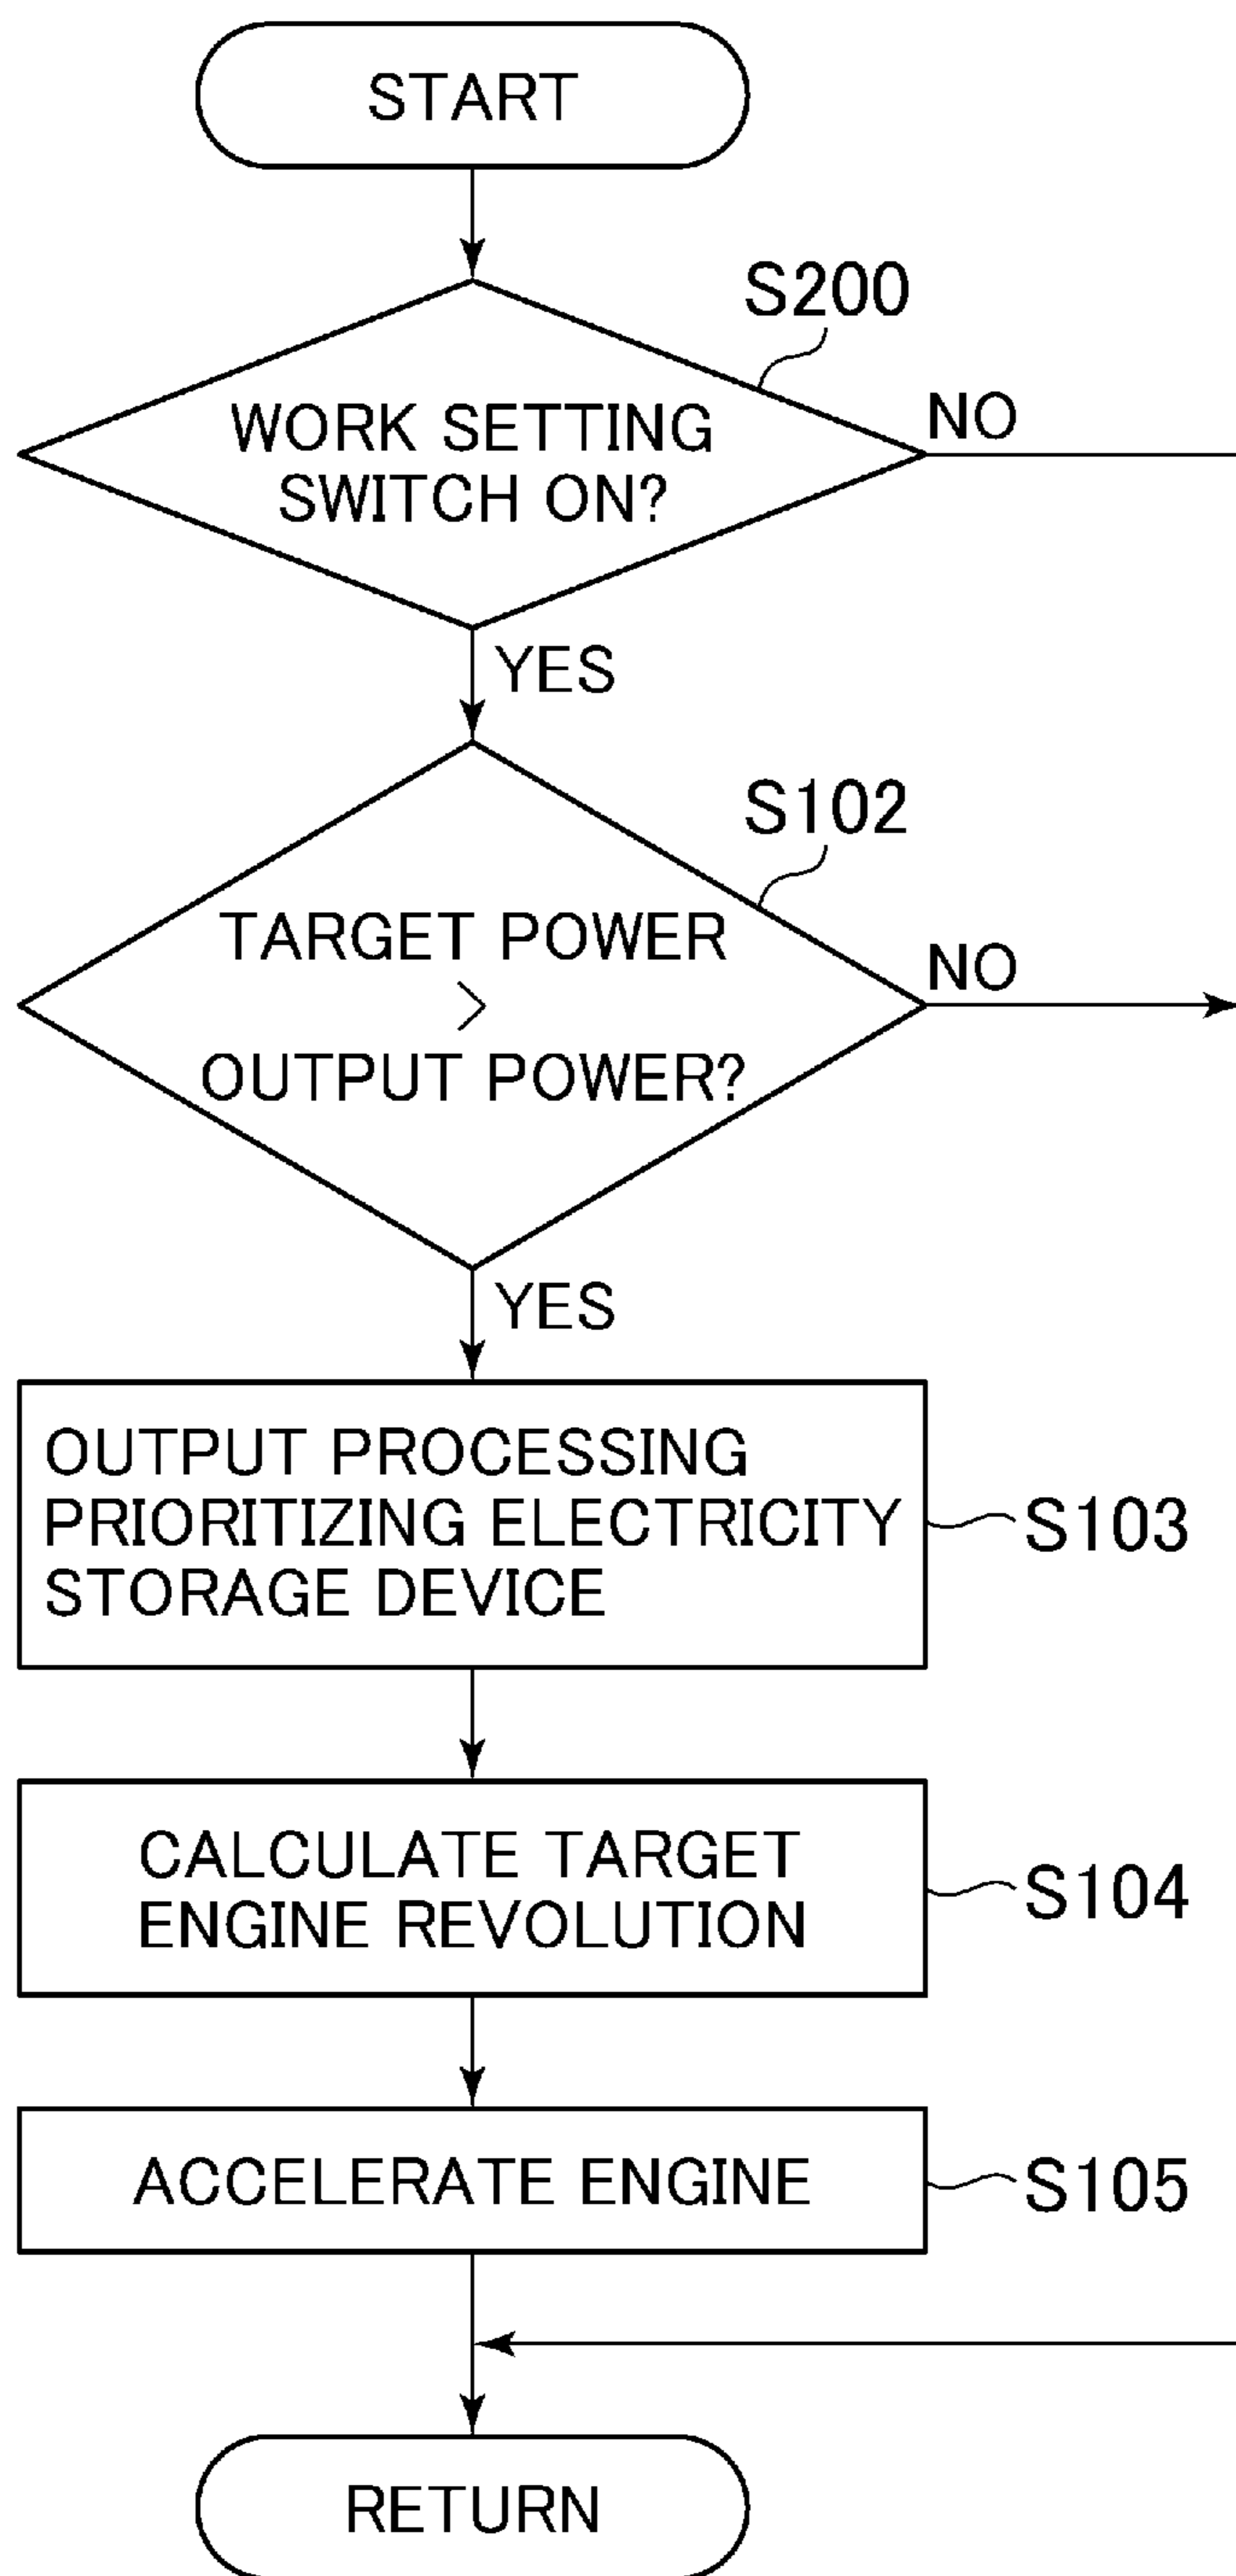 START
S200
WORK SETTING
SWITCH ON?
NO
YES
S102
TARGET POWER
>
OUTPUT POWER?
NO
YES
OUTPUT PROCESSING
PRIORITIZING ELECTRICITY
STORAGE DEVICE
S103
CALCULATE TARGET
ENGINE REVOLUTION
S104
ACCELERATE ENGINE
S105
RETURN